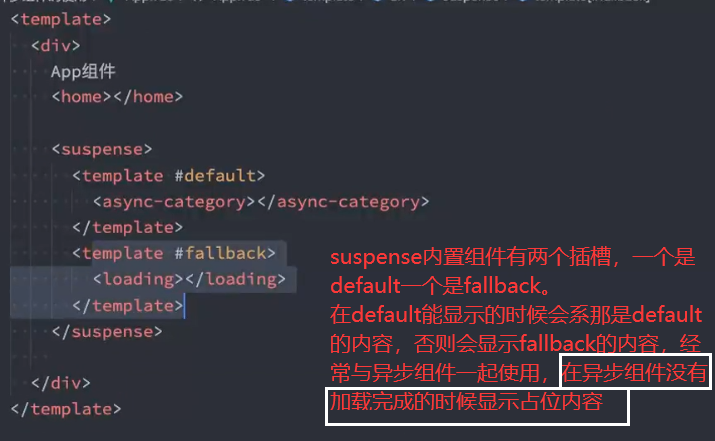 <template>
<div>
App组件
<home></home>
<suspense>
<template #default>
<async-category></async-category>
</template>
<template #fallback>
<loading></loading>
</template>
</suspense>
</div>
</template>
suspense内置组件有两个插槽，一个是
default一个是fallback。
在default能显示的时候会系那是default
的内容，否则会显示fallback的内容，经
常与异步组件一起使用，在异步组件没有
加载完成的时候显示占位内容